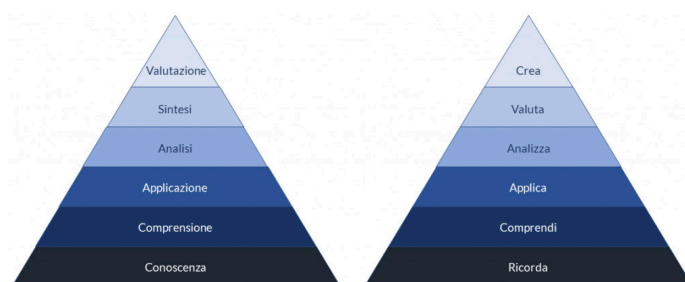 Valutazione
Sintesi
Analisi
Applicazione
Comprensione
Conoscenza
Crea
Valuta
Analizza
Applica
Comprendi
Ricorda